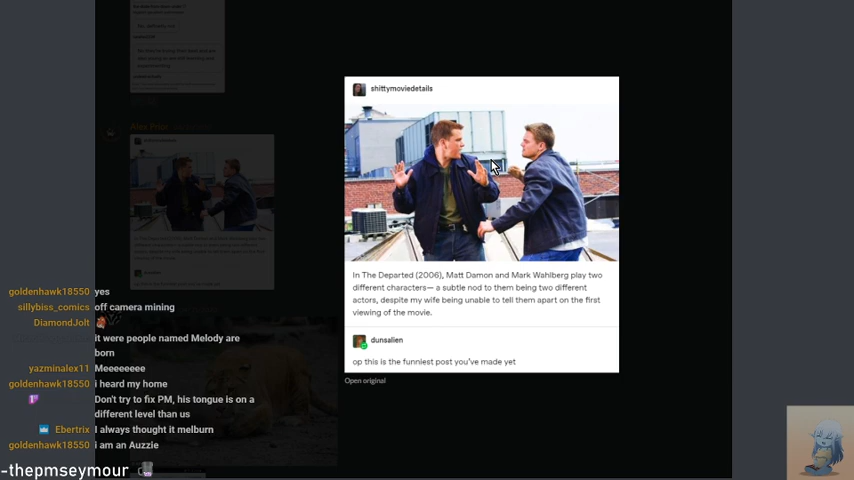 shittymoviedetails
In The Departed (2006), Matt Damon and Mark Wahlberg play two
different characters— a subtle nod to them being two different
actors, despite my wife being unable to tell them apart on the first
viewing of the movie.
dunsalien
op this is the funniest post you've made yet
Open original
goldenhawk18550 yes
sillybiss_comics off camera mining
DiamondJolt
it were people named Melody are
born
yazminalex11 Meeeeeeee
goldenhawk18550 i heard my home
Don't try to fix PM, his tongue is on a
different level than us
Ebertrix I always thought it melburn
goldenhawk18550 i am an Auzzie
-thepmseymour